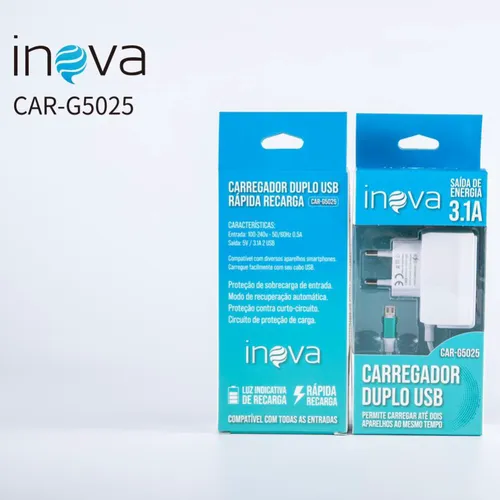 inova
CAR-G5025
CARREGADOR DUPLO USB
RÁPIDA RECARGA CAR-G5025
CARACTERÍSTICAS:
Entrada: 100-240v - 50/60Hz 0,5A
Saída: 5V / 3.1A 2 USB
Compatível com diversos aparelhos smartphones.
Carregue facilmente com seu cabo USB.
Proteção de sobrecarga de entrada.
Modo de recuperação automática.
Proteção contra curto-circuito.
Circuito de proteção de carga.
inova
LUZ INDICATIVA
DE RECARGA
RÁPIDA
RECARGA
COMPATÍVEL COM TODAS AS ENTRADAS
inova
SAÍDA DE
ENERGIA
3.1A
CAR-G5025
CARREGADOR
DUPLO USB
PERMITE CARREGAR ATÉ DOIS
APARELHOS AO MESMO TEMPO